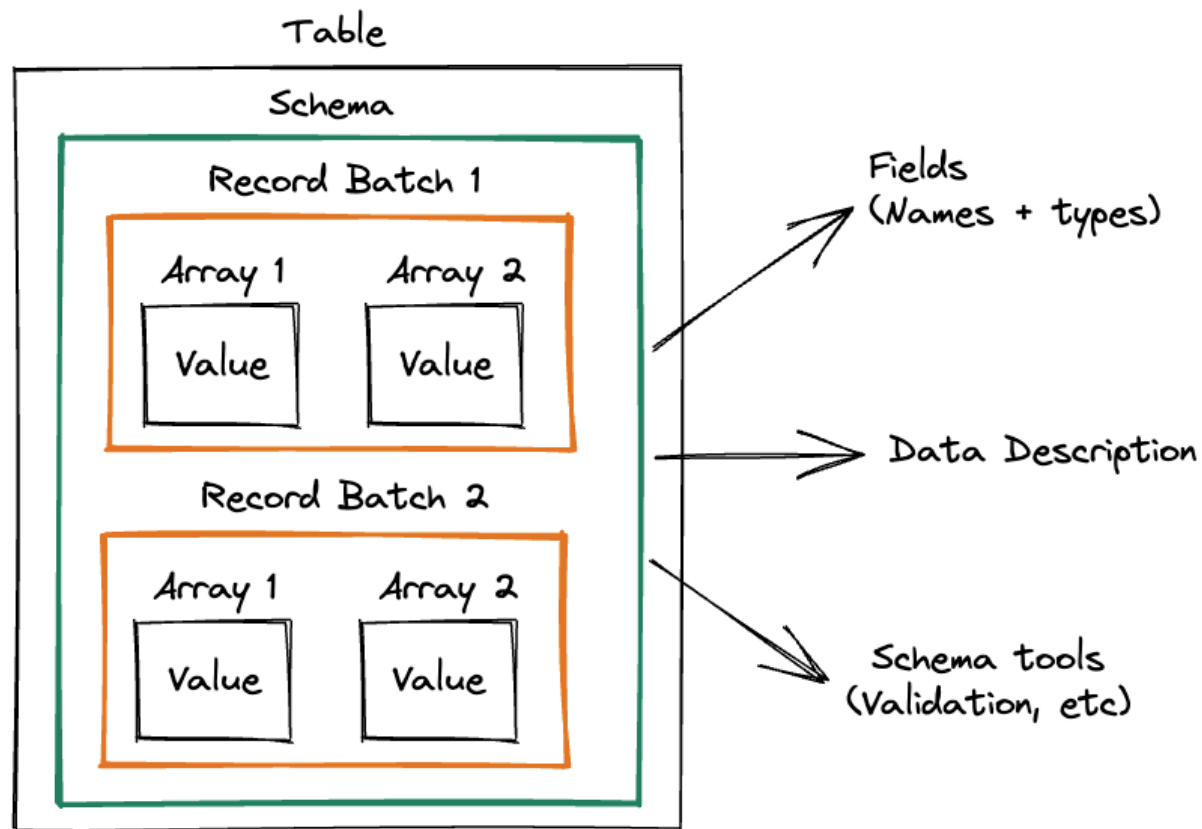 Table
Schema
Record Batch 1
Array 1
Array 2
Value
Value
Record Batch 2
Array 1
Array 2
Value
Value
Fields
(Names + types)
Data Description
Schema tools
(Validation, etc)